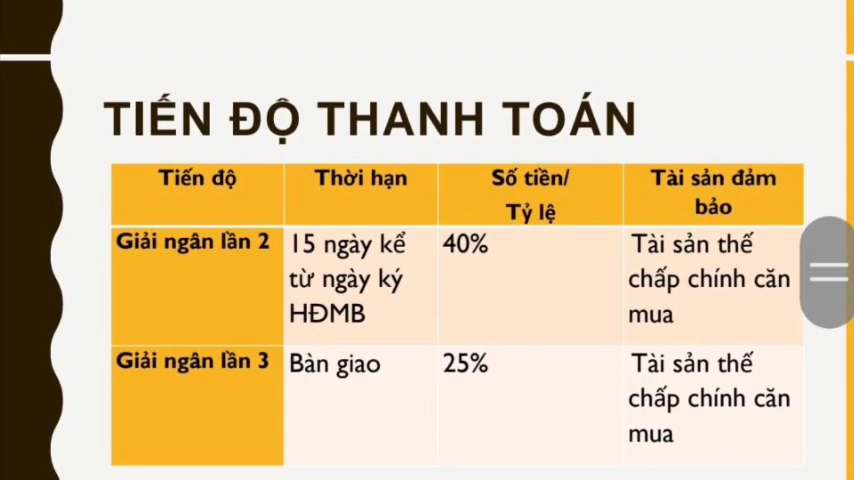 TIẾN ĐỘ THANH TOÁN
Tiến độ Thời hạn Số tiền/ Tài sản đảm
Tỷ lệ bảo
Giải ngân lần 2 15 ngày kể 40% Tài sản thế
từ ngày ký chấp chính căn
HĐMB mua
Giải ngân lần 3 Bàn giao 25% Tài sản thế
chấp chính căn
mua